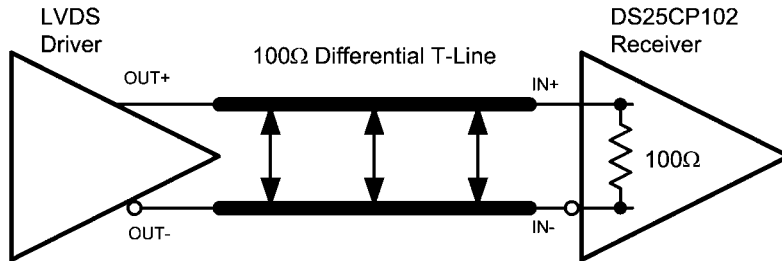 LVDS
Driver
DS25CP102
Receiver
100Ω Differential T-Line
OUT+
IN+
100Ω
OUT-
IN-